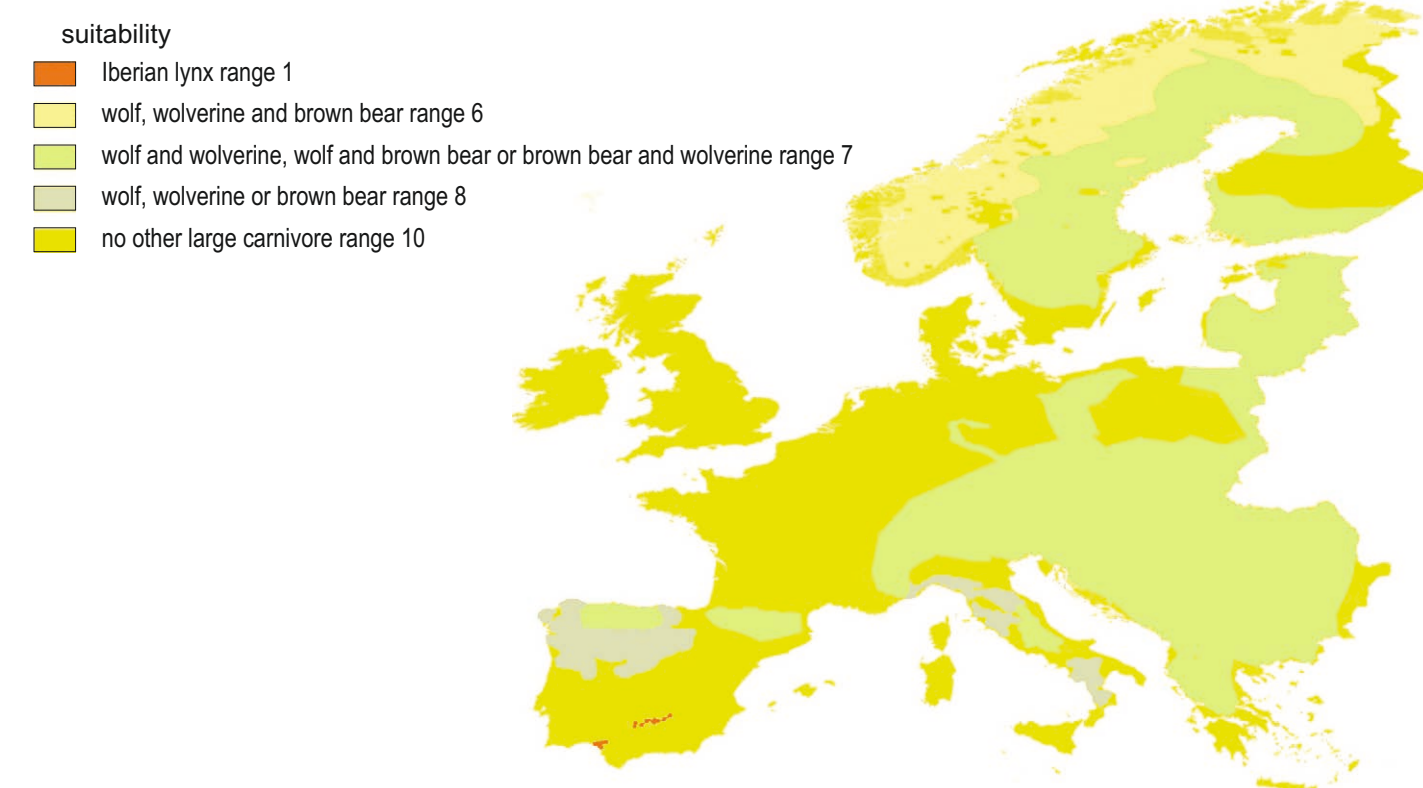 suitability
Iberian lynx range 1
wolf, wolverine and brown bear range 6
wolf and wolverine, wolf and brown bear or brown bear and wolverine range 7
wolf, wolverine or brown bear range 8
no other large carnivore range 10